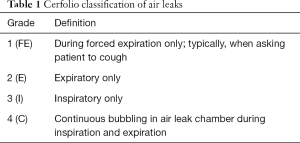 Table 1 Cerfolio classification of air leaks
Grade Definition
1 (FE) During forced expiration only; typically, when asking
patient to cough
2 (E) Expiratory only
3 (I) Inspiratory only
4 (C) Continuous bubbling in air leak chamber during
inspiration and expiration